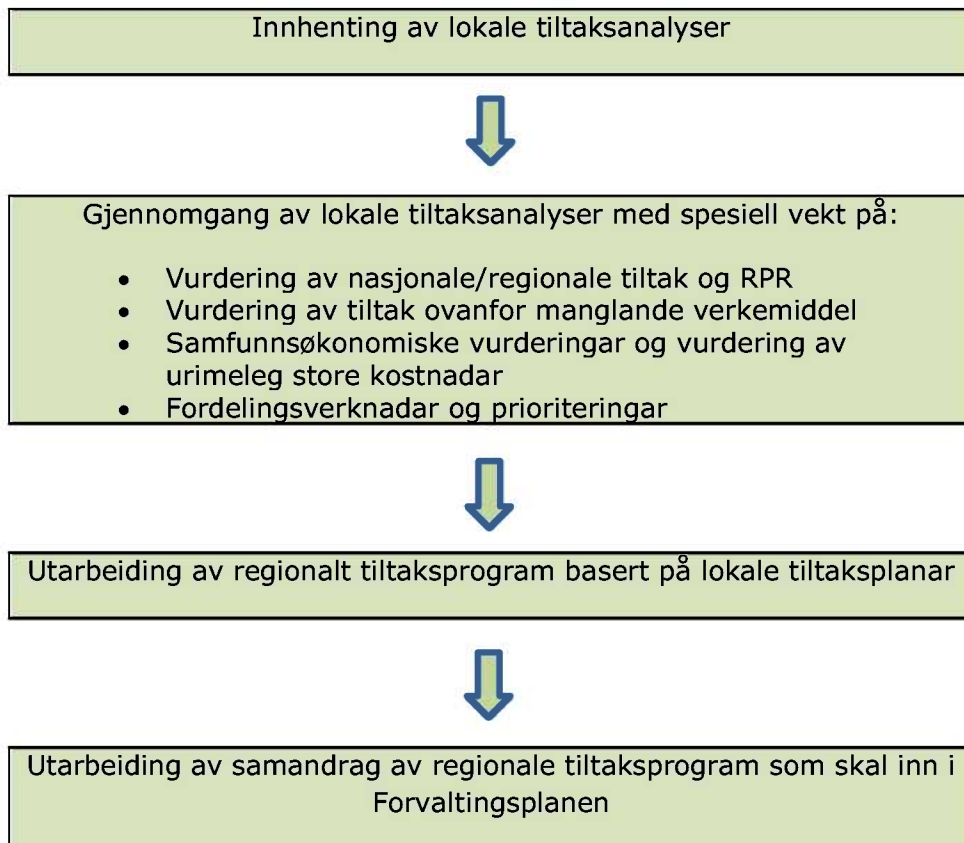 Innhenting av lokale tiltaksanalyser
Gjennomgang av lokale tiltaksanalyser med spesiell vekt på:
• Vurdering av nasjonale/regionale tiltak og RPR
• Vurdering av tiltak ovanfor manglande verkemiddel
• Samfunnsøkonomiske vurderingar og vurdering av
urimeleg store kostnadar
• Fordelingsverknadar og prioriteringar
Utarbeiding av regionalt tiltaksprogram basert på lokale tiltaksplanar
Utarbeiding av samandrag av regionale tiltaksprogram som skal inn i
Forvaltingsplanen